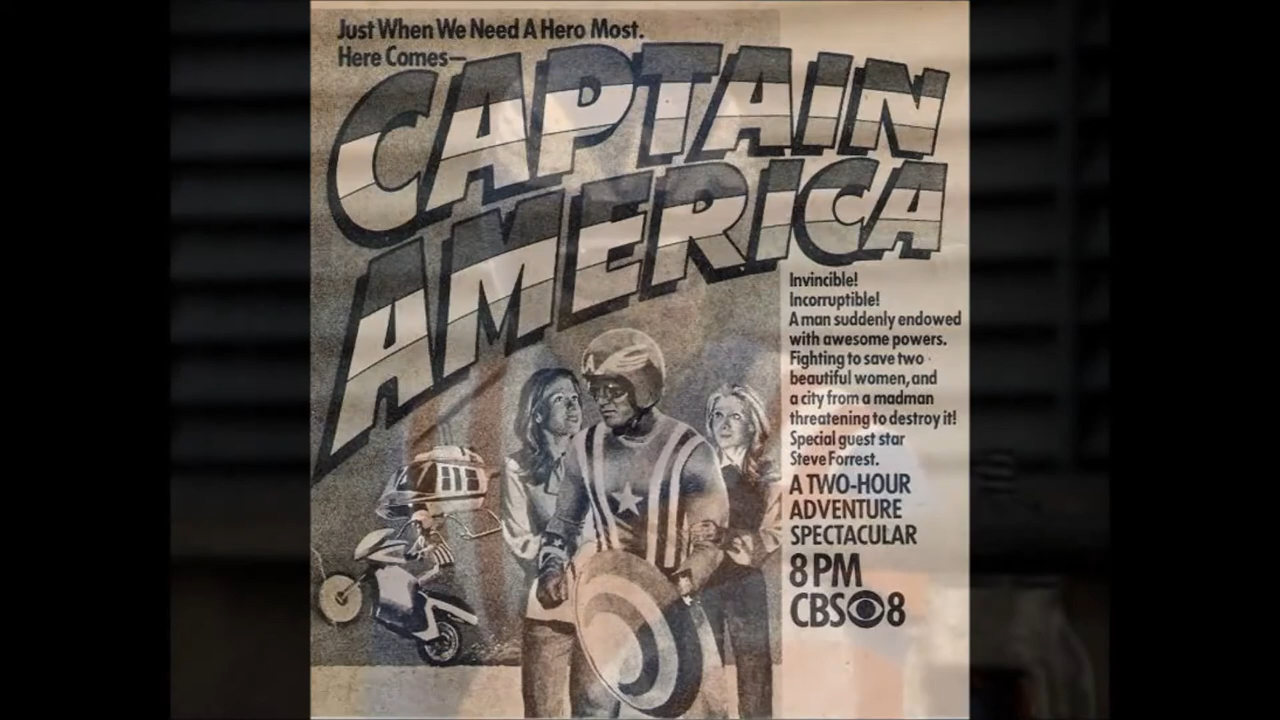 Just When We Need A Hero Most.
Here Comes—
CAPTAIN
AMERICA
Invincible!
Incorruptible!
A man suddenly endowed
with awesome powers.
Fighting to save two
beautiful women, and
a city from a madman
threatening to destroy it!
Special guest star
Steve Forrest.
A TWO-HOUR
ADVENTURE
SPECTACULAR
8 PM
CBS 8
A